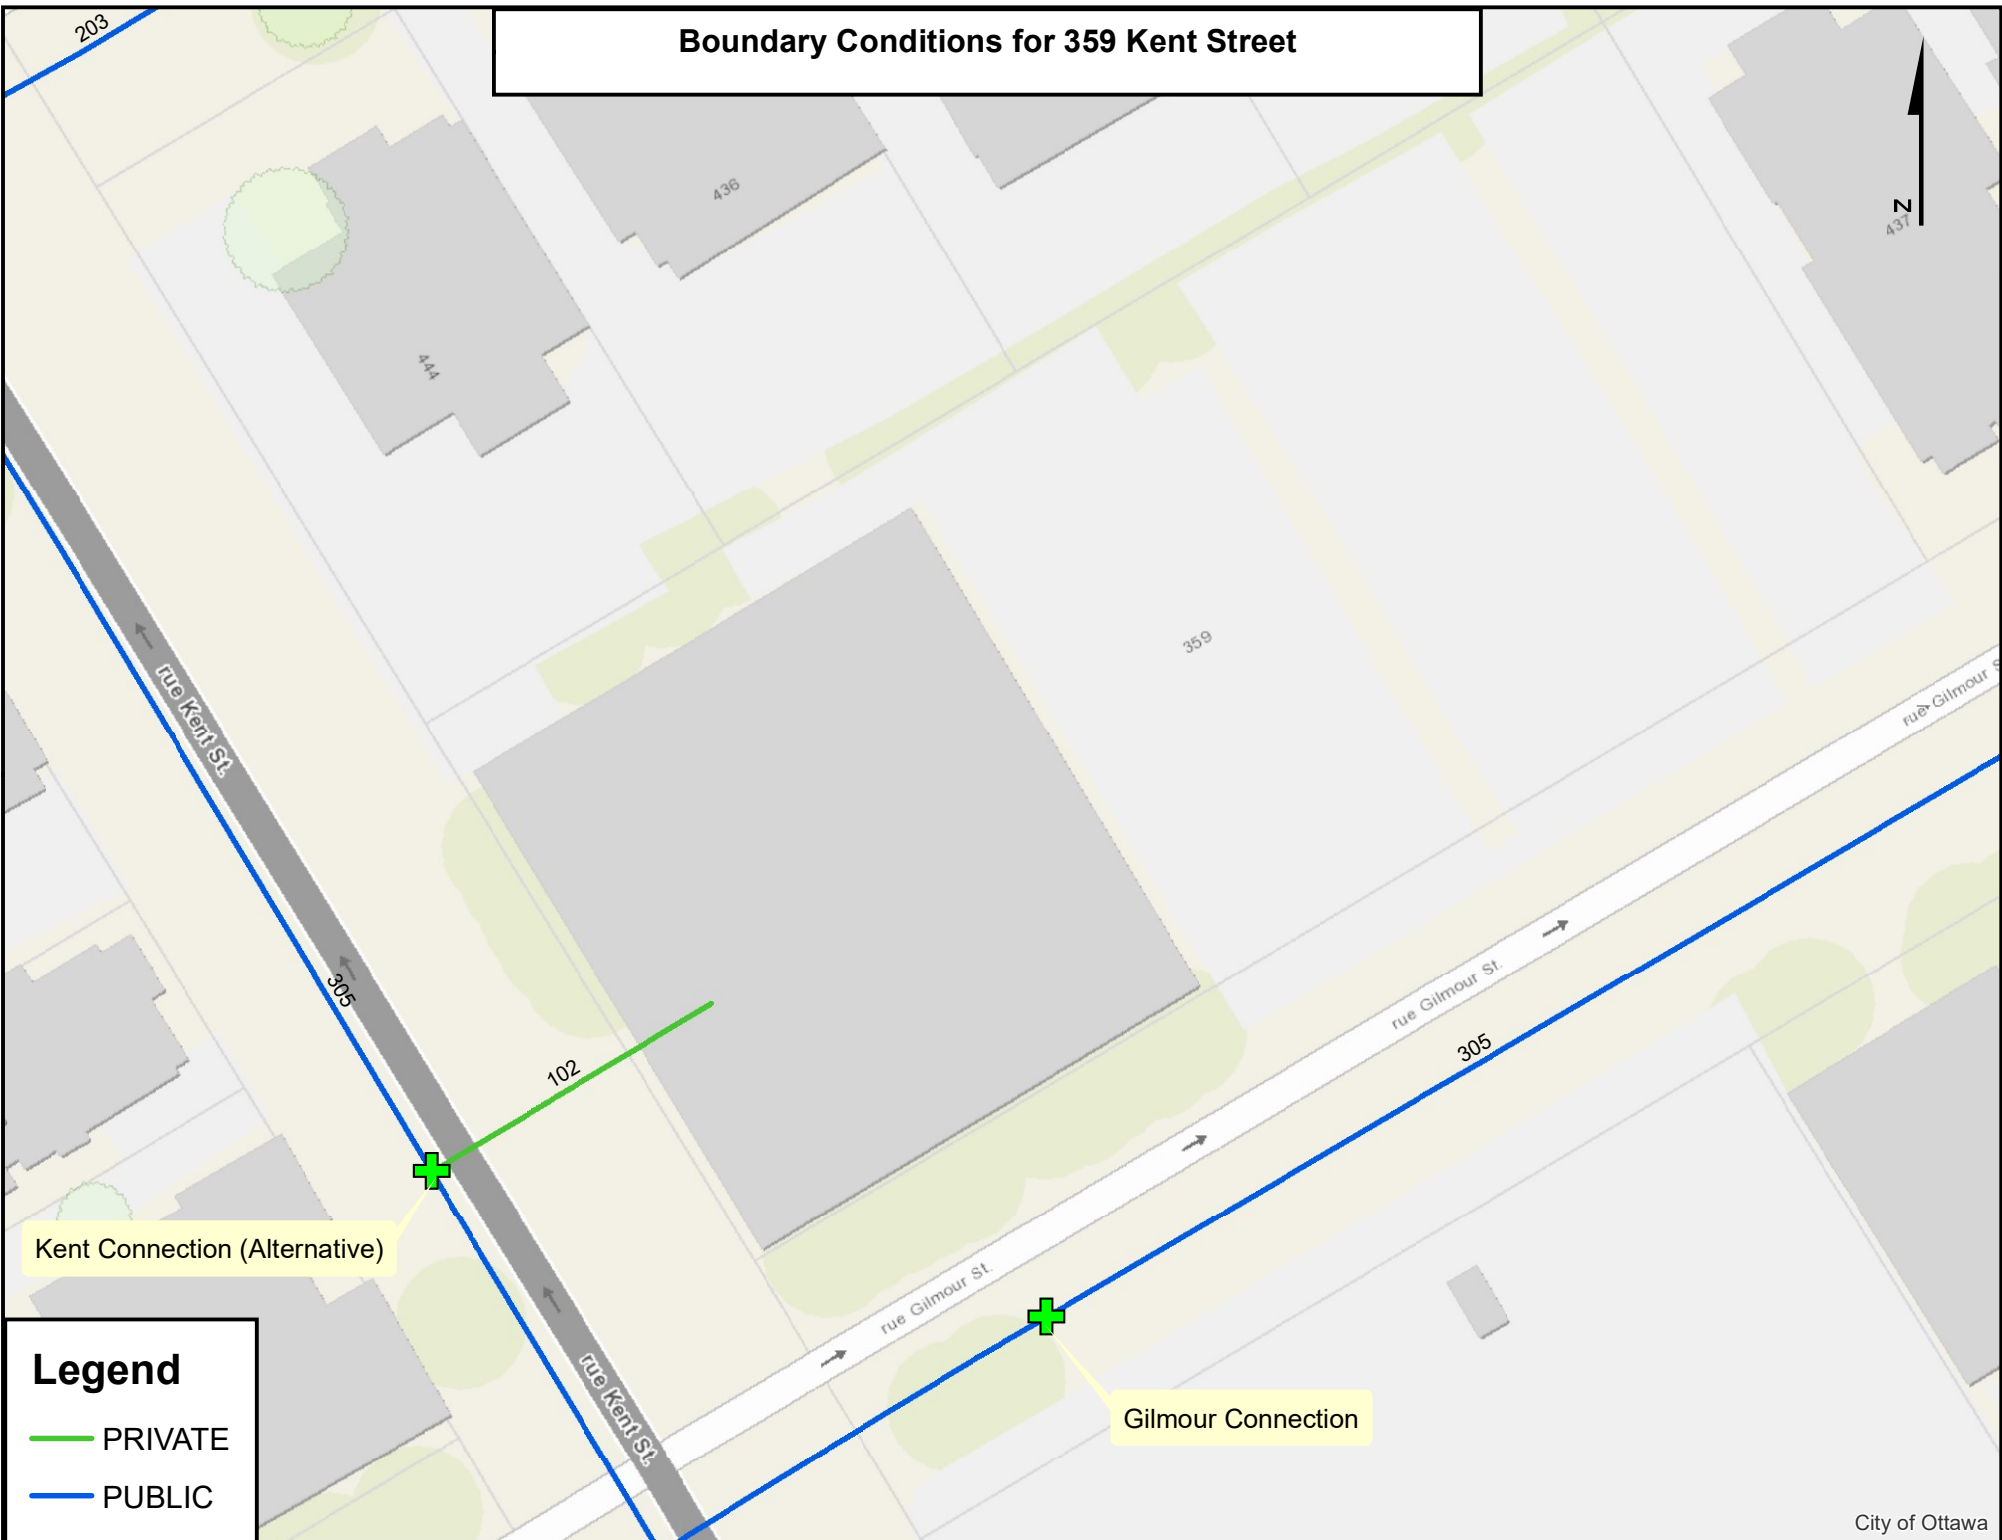 Boundary Conditions for 359 Kent Street
203
436
444
437
N
359
rue Kent St.
rue Gilmour S
305
rue Gilmour St.
305
102
Kent Connection (Alternative)
rue Gilmour St.
rue Kent St.
Gilmour Connection
Legend
PRIVATE
PUBLIC
City of Ottawa